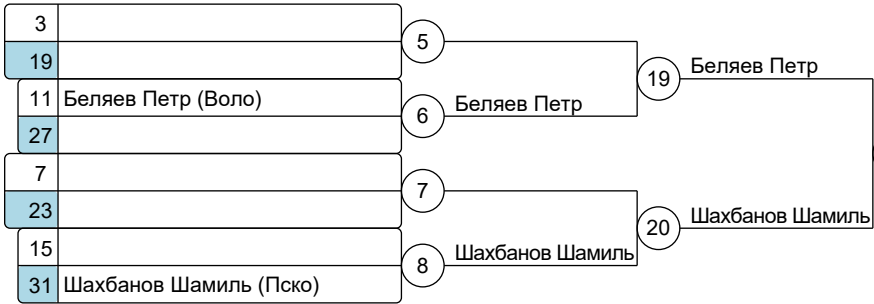 3
5
19
19 Беляев Петр
11 Беляев Петр (Воло)
6 Беляев Петр
27
7
7
23
20 Шахбанов Шамиль
15
8 Шахбанов Шамиль
31 Шахбанов Шамиль (Пско)